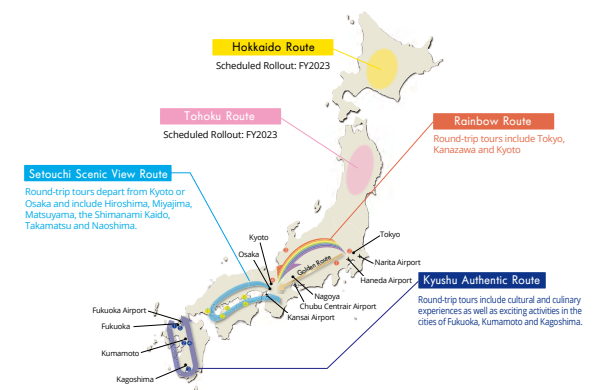 Hokkaido Route
Scheduled Rollout: FY2023
Tohoku Route
Scheduled Rollout: FY2023
Rainbow Route
Round-trip tours include Tokyo,
Kanazawa and Kyoto
Setouchi Scenic View Route
Round-trip tours depart from Kyoto or
Osaka and include Hiroshima, Miyajima,
Matsuyama, the Shimanami Kaido,
Takamatsu and Naoshima.
Kyoto
Osaka
Golden Route
Tokyo
Narita Airport
Haneda Airport
Nagoya
Chubu Centrair Airport
Kansai Airport
Kyushu Authentic Route
Round-trip tours include cultural and culinary
experiences as well as exciting activities in the
cities of Fukuoka, Kumamoto and Kagoshima.
Fukuoka Airport
Fukuoka
Kumamoto
Kagoshima